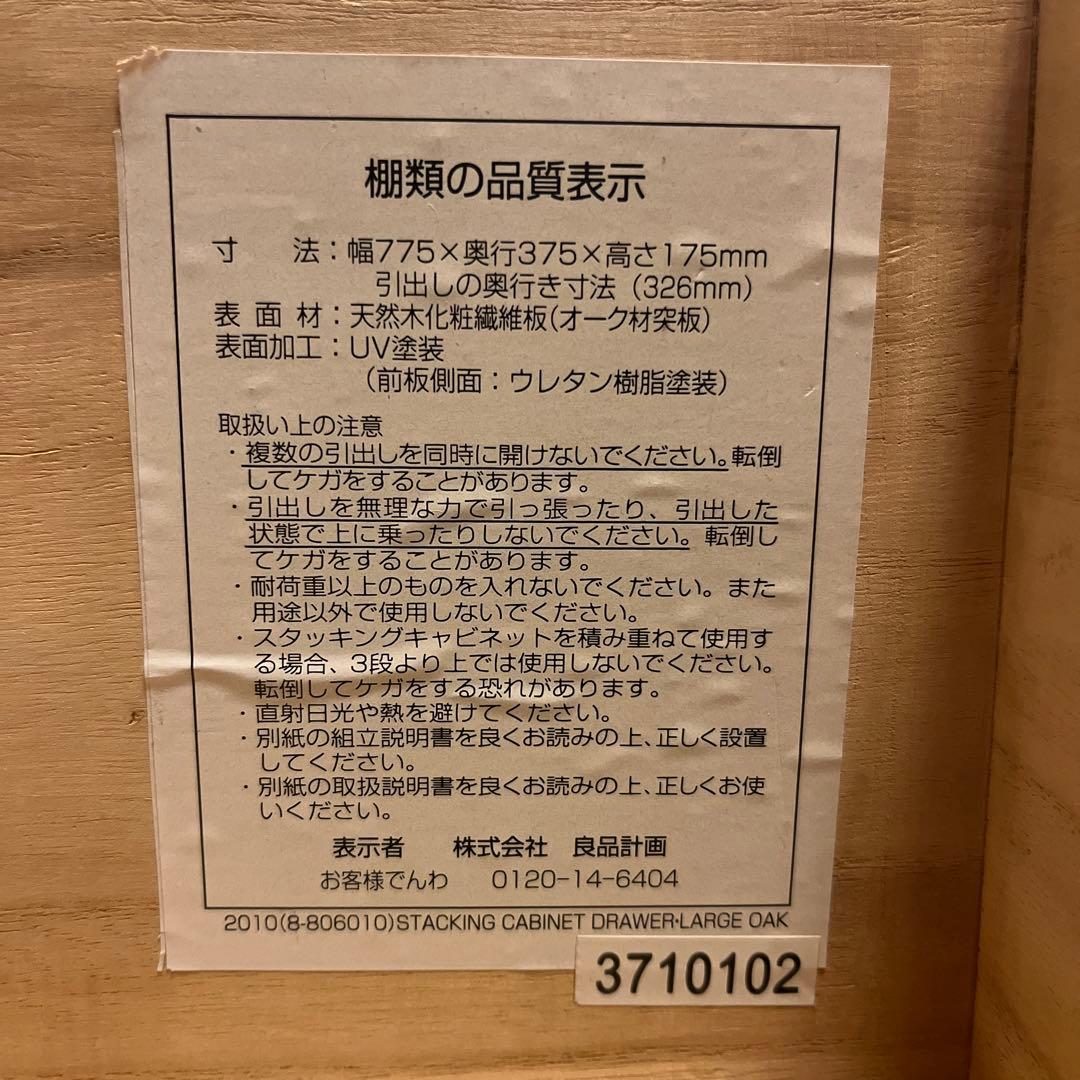 棚類の品質表示
寸　　法：幅775×奥行375×高さ175mm
引出しの奥行き寸法（326mm）
表 面 材：天然木化粧繊維板（オーク材突板）
表面加工：UV塗装
（前板側面：ウレタン樹脂塗装）
取扱い上の注意
・複数の引出しを同時に開けないでください。転倒
してケガをすることがあります。
・引出しを無理な力で引っ張ったり、引出した
状態で上に乗ったりしないでください。転倒し
てケガをすることがあります。
・耐荷重以上のものを入れないでください。また
用途以外で使用しないでください。
・スタッキングキャビネットを積み重ねて使用す
る場合、3段より上では使用しないでください。
転倒してケガをする恐れがあります。
・直射日光や熱を避けてください。
・別紙の組立説明書を良くお読みの上、正しく設置
してください。
・別紙の取扱説明書を良くお読みの上、正しくお使
いください。
表示者　　株式会社　良品計画
お客様でんわ　　0120-14-6404
2010(8-806010)STACKING CABINET DRAWER・LARGE OAK
3710102